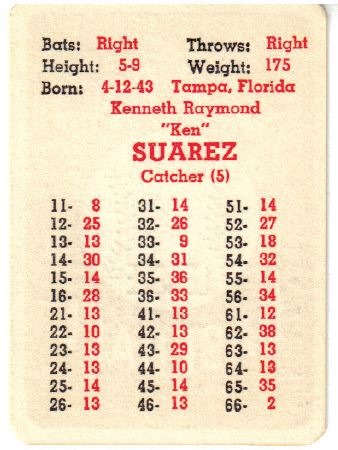 Bats: Right Throws: Right
Height: 5-9 Weight: 175
Born: 4-12-43 Tampa, Florida
Kenneth Raymond
"Ken"
SUAREZ
Catcher (5)
11- 8 31- 14 51- 14
12- 25 32- 26 52- 27
13- 13 33- 9 53- 18
14- 30 34- 31 54- 32
15- 14 35- 36 55- 14
16- 28 36- 33 56- 34
21- 13 41- 13 61- 12
22- 10 42- 13 62- 38
23- 13 43- 29 63- 13
24- 13 44- 10 64- 13
25- 14 45- 14 65- 35
26- 13 46- 13 66- 2